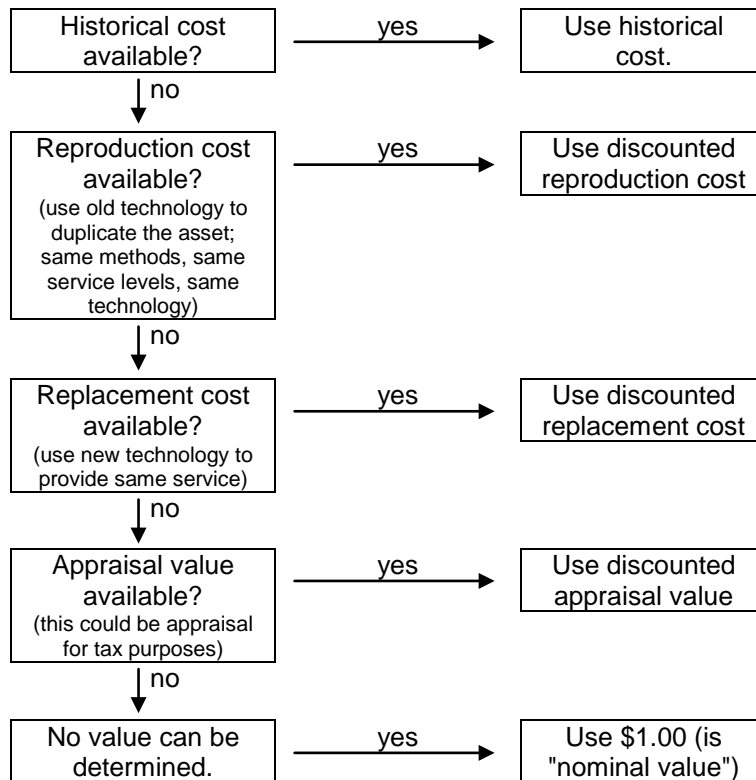 Historical cost
available?
yes
Use historical
cost.
no
Reproduction cost
available?
(use old technology to
duplicate the asset;
same methods, same
service levels, same
technology)
yes
Use discounted
reproduction cost
no
Replacement cost
available?
(use new technology to
provide same service)
yes
Use discounted
replacement cost
no
Appraisal value
available?
(this could be appraisal
for tax purposes)
yes
Use discounted
appraisal value
no
No value can be
determined.
yes
Use $1.00 (is
"nominal value")